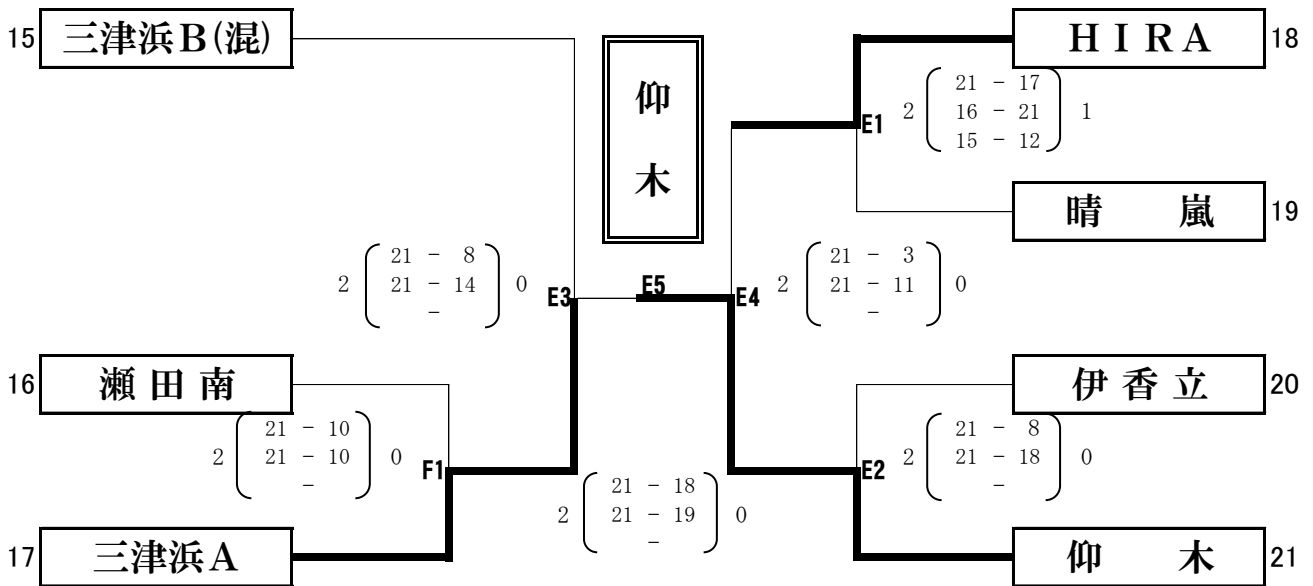 15 三津浜B(混)
仰木
HIRA 18
E1
2 21 - 17 1
16 - 21
15 - 12
晴嵐 19
2 21 - 8 0
21 - 14
-
E3
E5
E4
2 21 - 3 0
21 - 11
-
16 瀬田南
伊香立 20
2 21 - 10 0
21 - 10
-
F1
E2
2 21 - 8 0
21 - 18
-
2 21 - 18 0
21 - 19
-
17 三津浜A
仰木 21